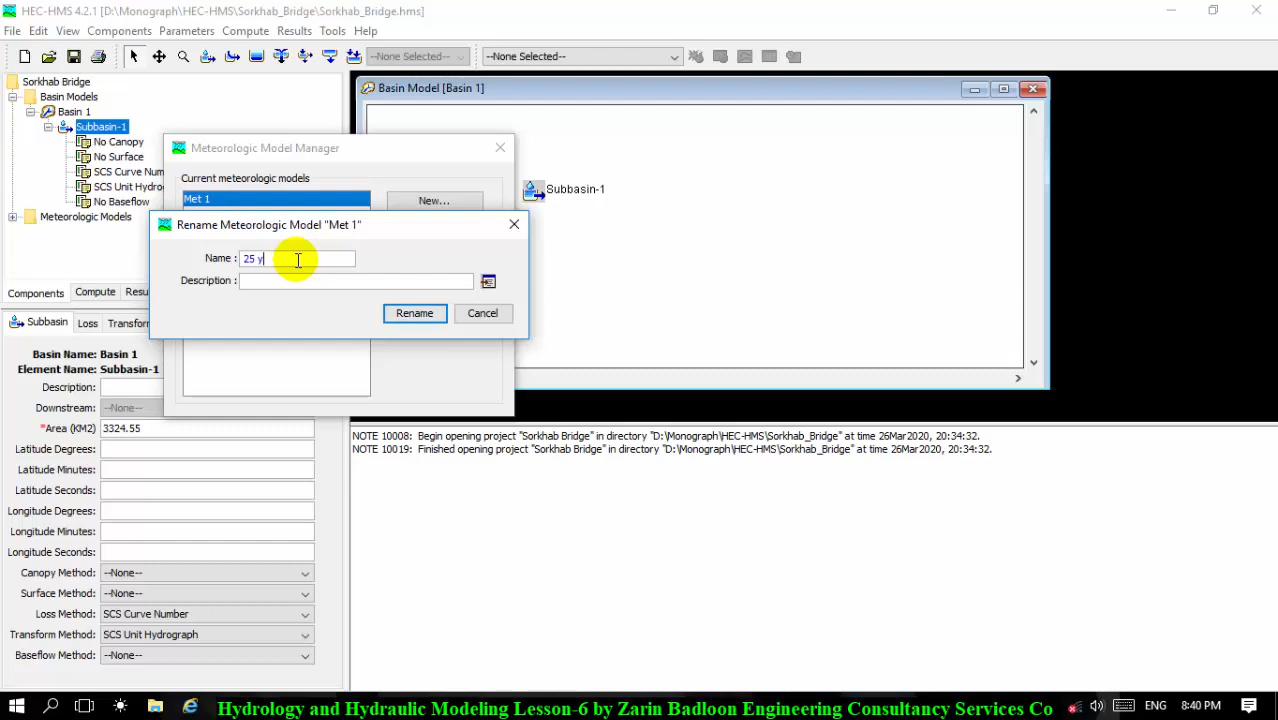 HEC-HMS 4.2.1 [D:\Monograph\HEC-HMS\Sorkhab_Bridge\Sorkhab_Bridge.hms]
File Edit View Components Parameters Compute Results Tools Help
--None Selected-- --None Selected--
Sorkhab Bridge
Basin Models
Basin 1
Subbasin-1
No Canopy
No Surface
SCS Curve Num
SCS Unit Hydro
No Baseflow
Meteorologic Models
Components Compute Resu
Basin Model [Basin 1]
Subbasin-1
Meteorologic Model Manager
Current meteorologic models
Met 1
New...
Rename Meteorologic Model "Met 1"
Name : 25 y
Description :
Rename Cancel
Subbasin Loss Transform
Basin Name: Basin 1
Element Name: Subbasin-1
Description:
Downstream: --None--
*Area (KM2) 3324.55
Latitude Degrees:
Latitude Minutes:
Latitude Seconds:
Longitude Degrees:
Longitude Minutes:
Longitude Seconds:
Canopy Method: --None--
Surface Method: --None--
Loss Method: SCS Curve Number
Transform Method: SCS Unit Hydrograph
Baseflow Method: --None--
NOTE 10008: Begin opening project "Sorkhab Bridge" in directory "D:\Monograph\HEC-HMS\Sorkhab_Bridge" at time 26Mar2020, 20:34:32.
NOTE 10019: Finished opening project "Sorkhab Bridge" in directory "D:\Monograph\HEC-HMS\Sorkhab_Bridge" at time 26Mar2020, 20:34:32.
Hydrology and Hydraulic Modeling Lesson-6 by Zarin Badloon Engineering Consultancy Services Co
ENG 8:40 PM